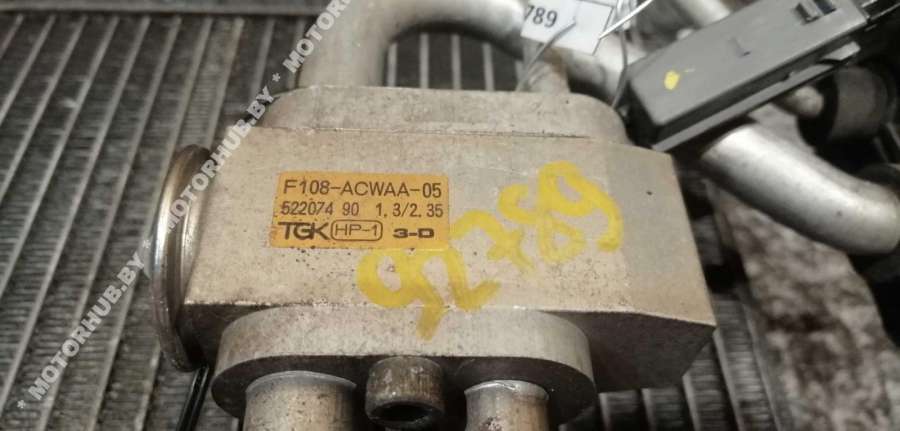 789
F108-ACWAA-05
522074 90 1,3/2.35
TGK HP-1 3-D
92789
* MOTORHUB.BY * MOTORHUB.BY * MOTORHUB.BY *